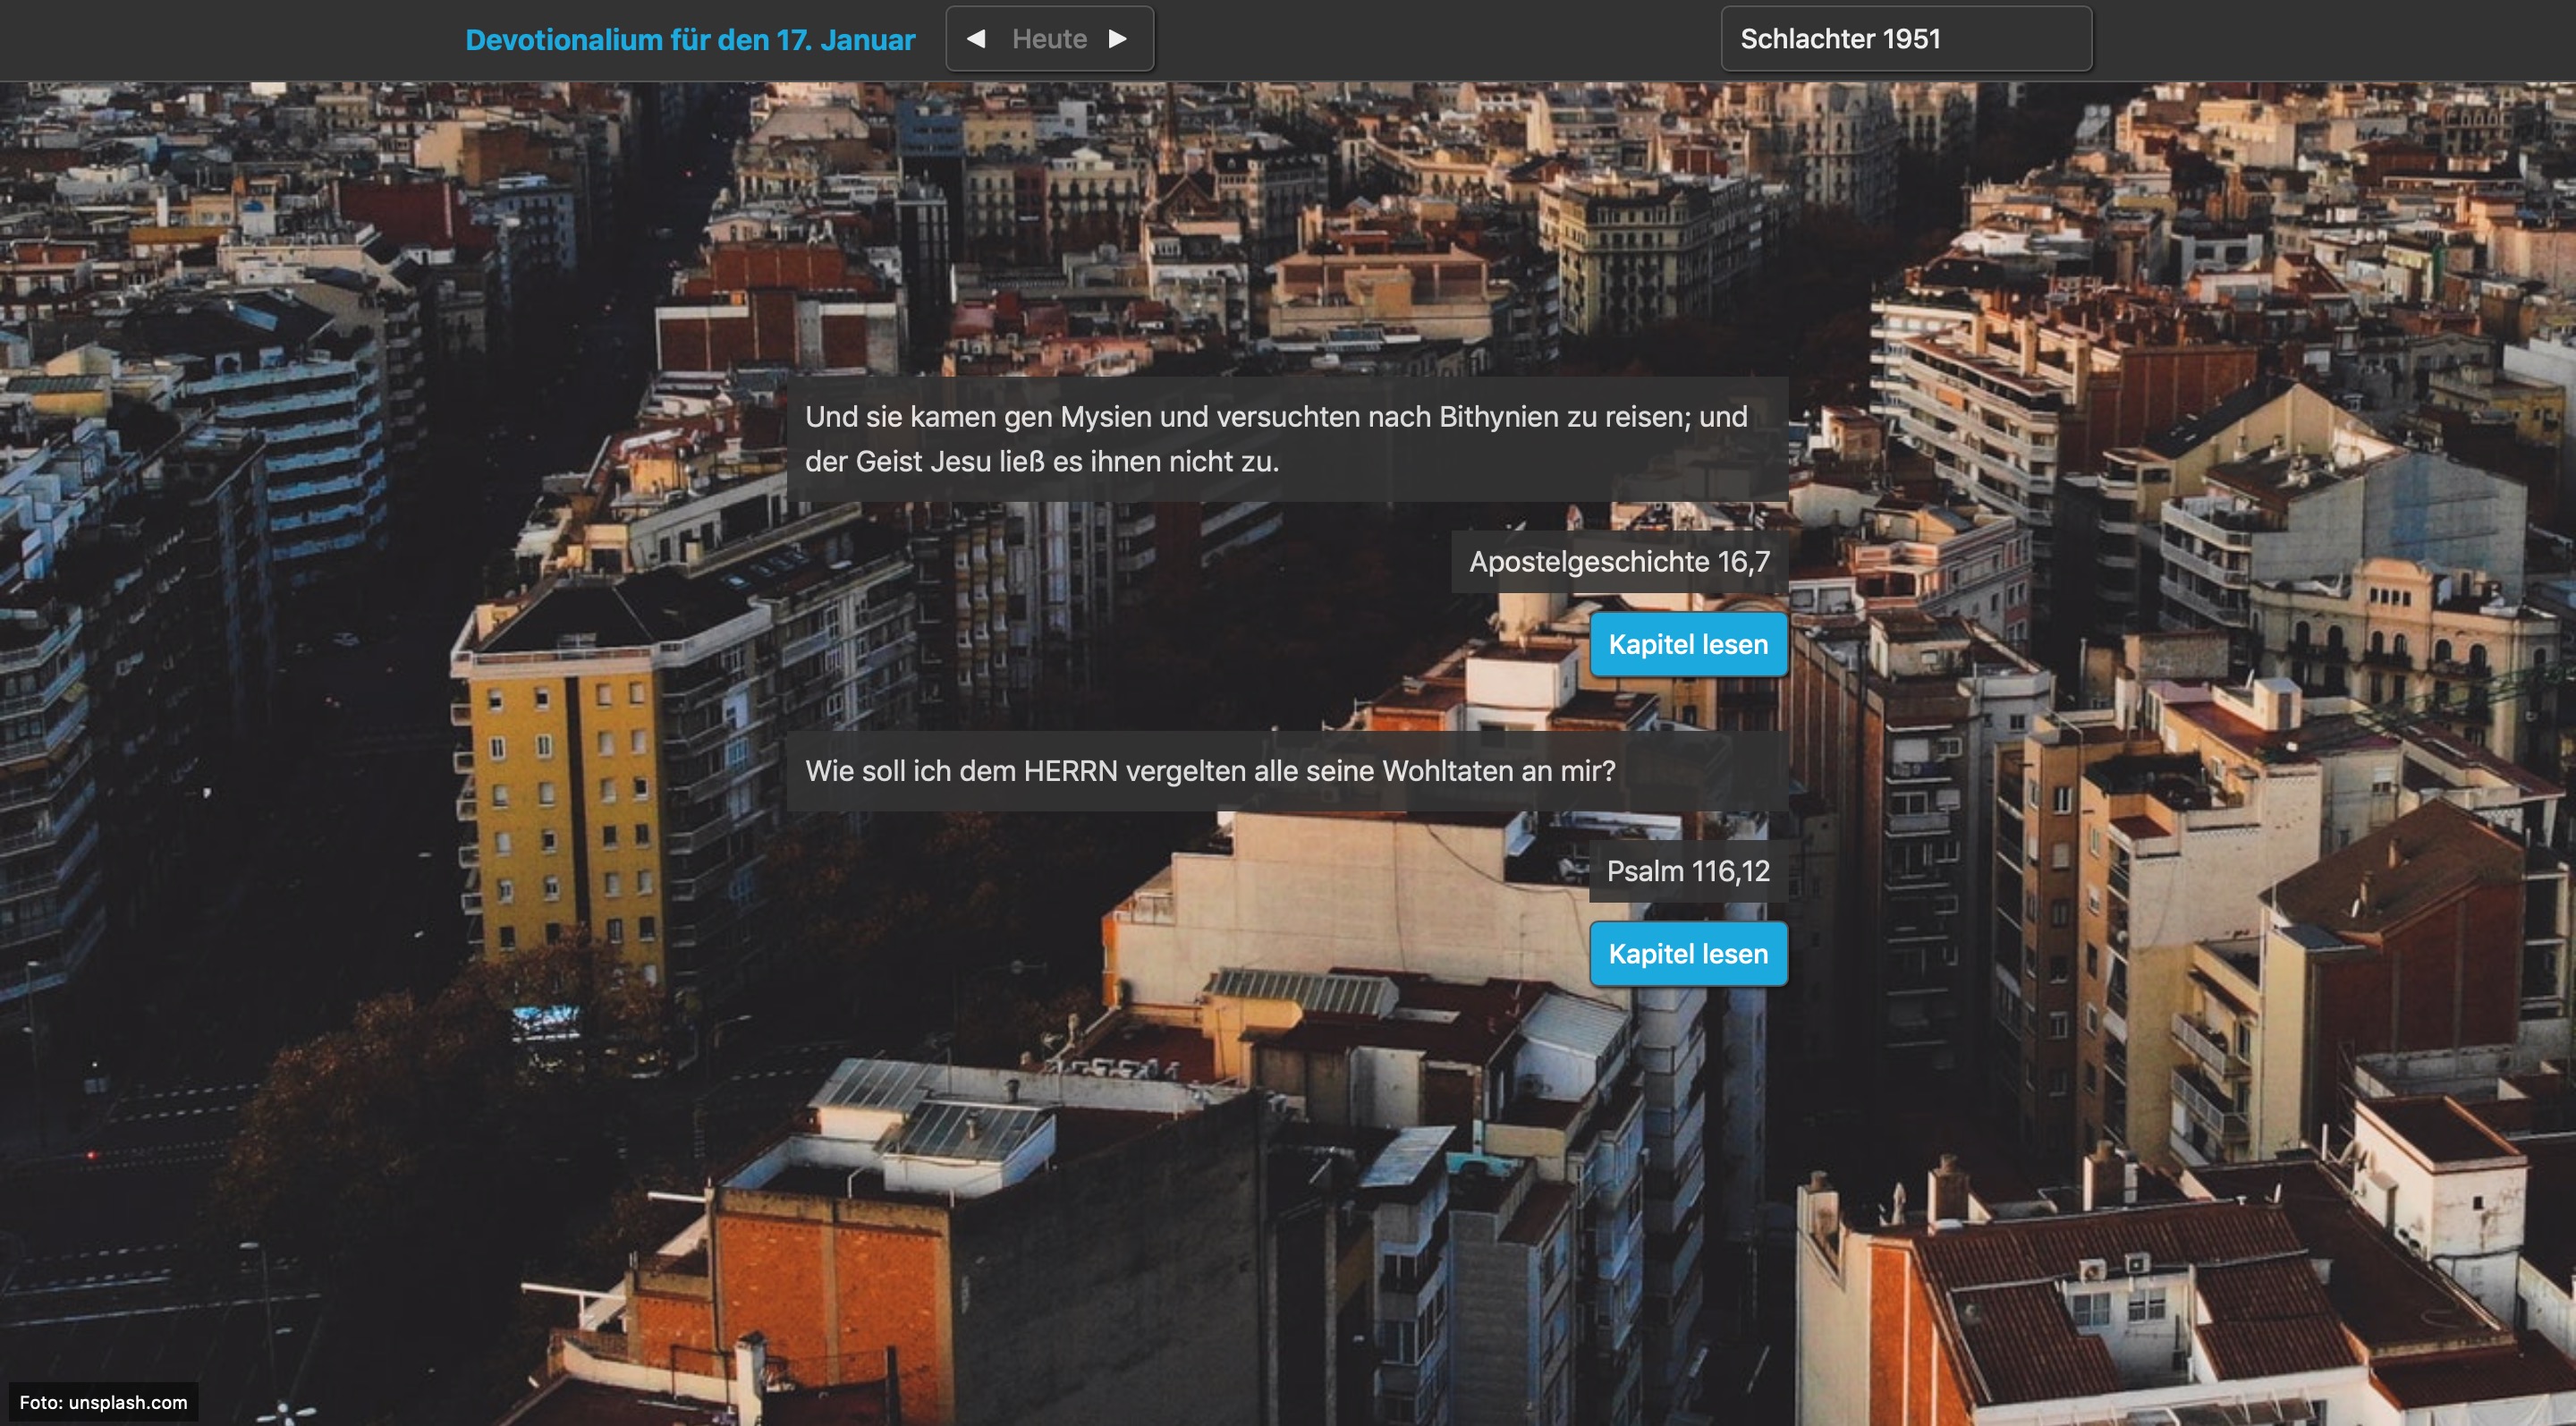 Devotionalium für den 17. Januar
◀ Heute ▶
Schlachter 1951
Und sie kamen gen Mysien und versuchten nach Bithynien zu reisen; und
der Geist Jesu ließ es ihnen nicht zu.
Apostelgeschichte 16,7
Kapitel lesen
Wie soll ich dem HERRN vergelten alle seine Wohltaten an mir?
Psalm 116,12
Kapitel lesen
Foto: unsplash.com